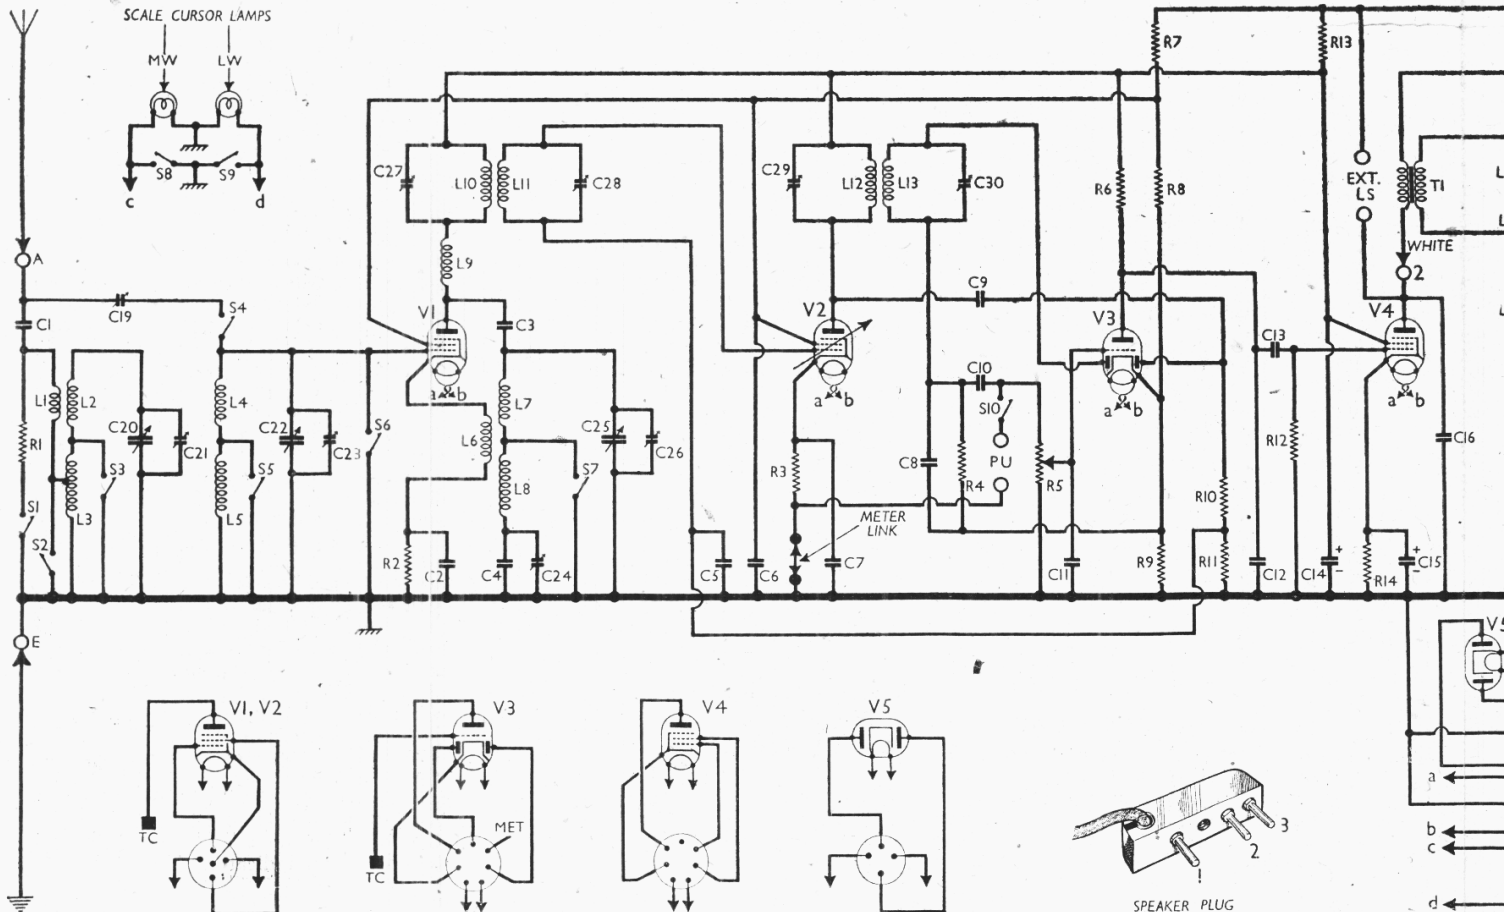 SCALE CURSOR LAMPS
MW
LW
S8
S9
c
d
R7
R13
C27
L10
L11
C28
C29
L12
L13
C30
R6
R8
EXT.
LS
T1
L
L
A
L9
WHITE
2
C19
S4
C1
V1
C3
V2
C9
V3
C13
V4
a
b
a
b
a
b
a
b
L1
L2
C20
C21
L4
C22
C23
S6
L6
L7
C25
C26
C10
S10
R1
S3
S5
L3
L5
L8
S7
R3
C8
R4
PU
R5
R12
C16
S1
S2
METER
LINK
R10
R2
C2
C4
C24
C5
C6
C7
C11
R9
R11
C12
C14
+
–
R14
+
–
C15
E
V5
V1, V2
TC
V3
MET
TC
V4
V5
3
2
1
SPEAKER PLUG
a
b
c
d